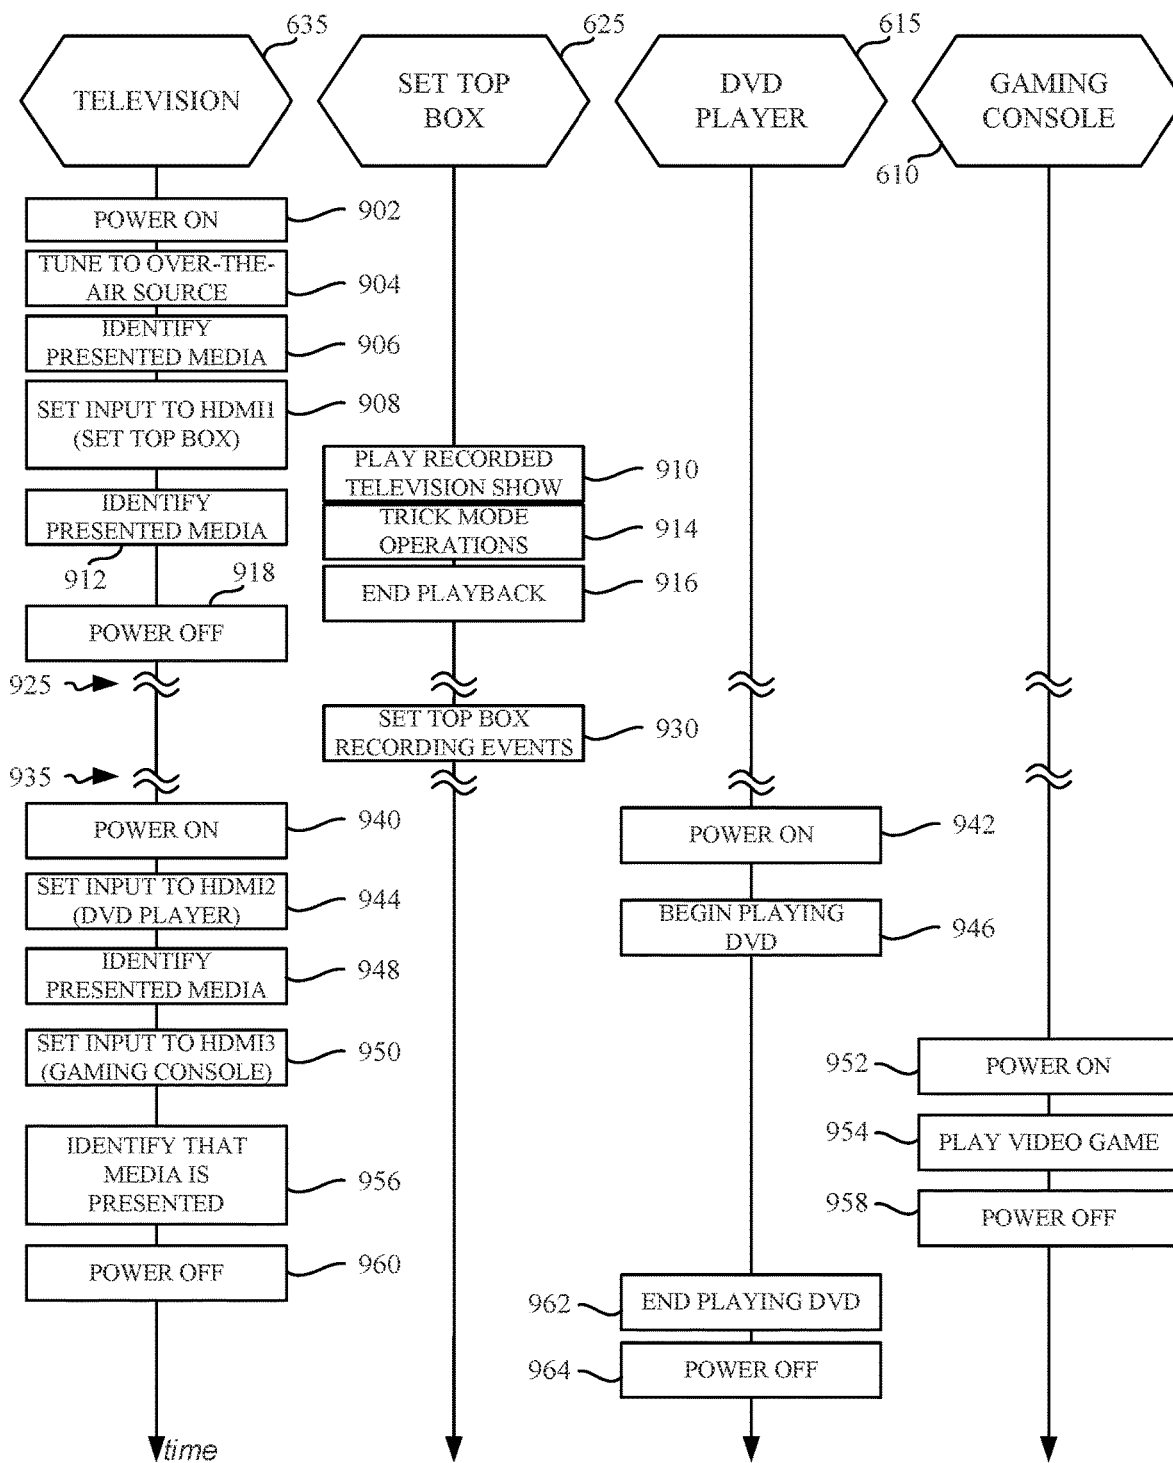 635
625
615
TELEVISION
SET TOP
BOX
DVD
PLAYER
GAMING
CONSOLE
610
POWER ON
902
TUNE TO OVER-THE-
AIR SOURCE
904
IDENTIFY
PRESENTED MEDIA
906
SET INPUT TO HDMI1
(SET TOP BOX)
908
PLAY RECORDED
TELEVISION SHOW
910
IDENTIFY
PRESENTED MEDIA
912
TRICK MODE
OPERATIONS
914
END PLAYBACK
916
918
POWER OFF
925
SET TOP BOX
RECORDING EVENTS
930
935
POWER ON
940
POWER ON
942
SET INPUT TO HDMI2
(DVD PLAYER)
944
BEGIN PLAYING
DVD
946
IDENTIFY
PRESENTED MEDIA
948
SET INPUT TO HDMI3
(GAMING CONSOLE)
950
952
POWER ON
954
PLAY VIDEO GAME
IDENTIFY THAT
MEDIA IS
PRESENTED
956
958
POWER OFF
POWER OFF
960
962
END PLAYING DVD
964
POWER OFF
time